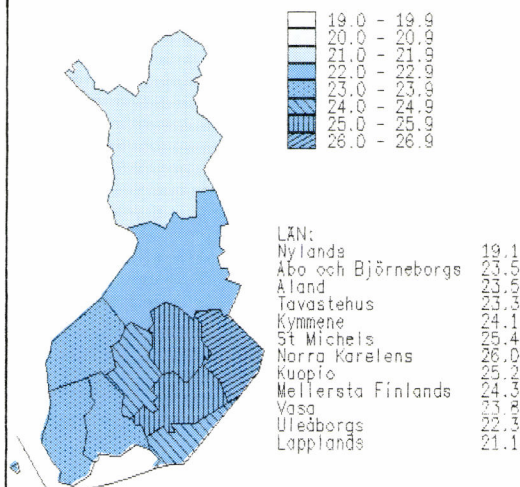 19.0 - 19.9
20.0 - 20.9
21.0 - 21.9
22.0 - 22.9
23.0 - 23.9
24.0 - 24.9
25.0 - 25.9
26.0 - 26.9
LÄN:
Nylands 19.1
Åbo och Björneborgs 23.5
Åland 23.5
Tavastehus 23.3
Kymmene 24.1
St Michels 25.4
Norra Karelens 26.0
Kuopio 25.2
Mellersta Finlands 24.3
Vasa 23.8
Uleåborgs 22.3
Lapplands 21.1